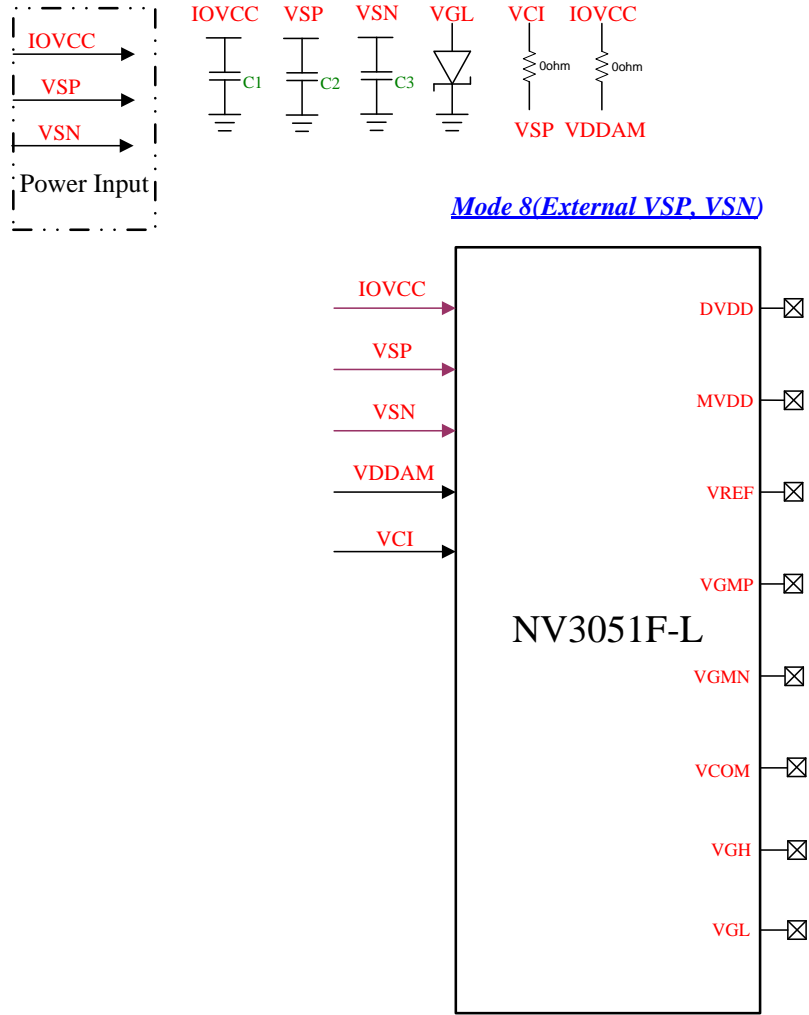 IOVCC
VSP
VSN
Power Input
IOVCC VSP VSN VGL VCI IOVCC
C1 C2 C3 0ohm 0ohm
VSP VDDAM
Mode 8(External VSP, VSN)
IOVCC
VSP
VSN
VDDAM
VCI
NV3051F-L
DVDD
MVDD
VREF
VGMP
VGMN
VCOM
VGH
VGL